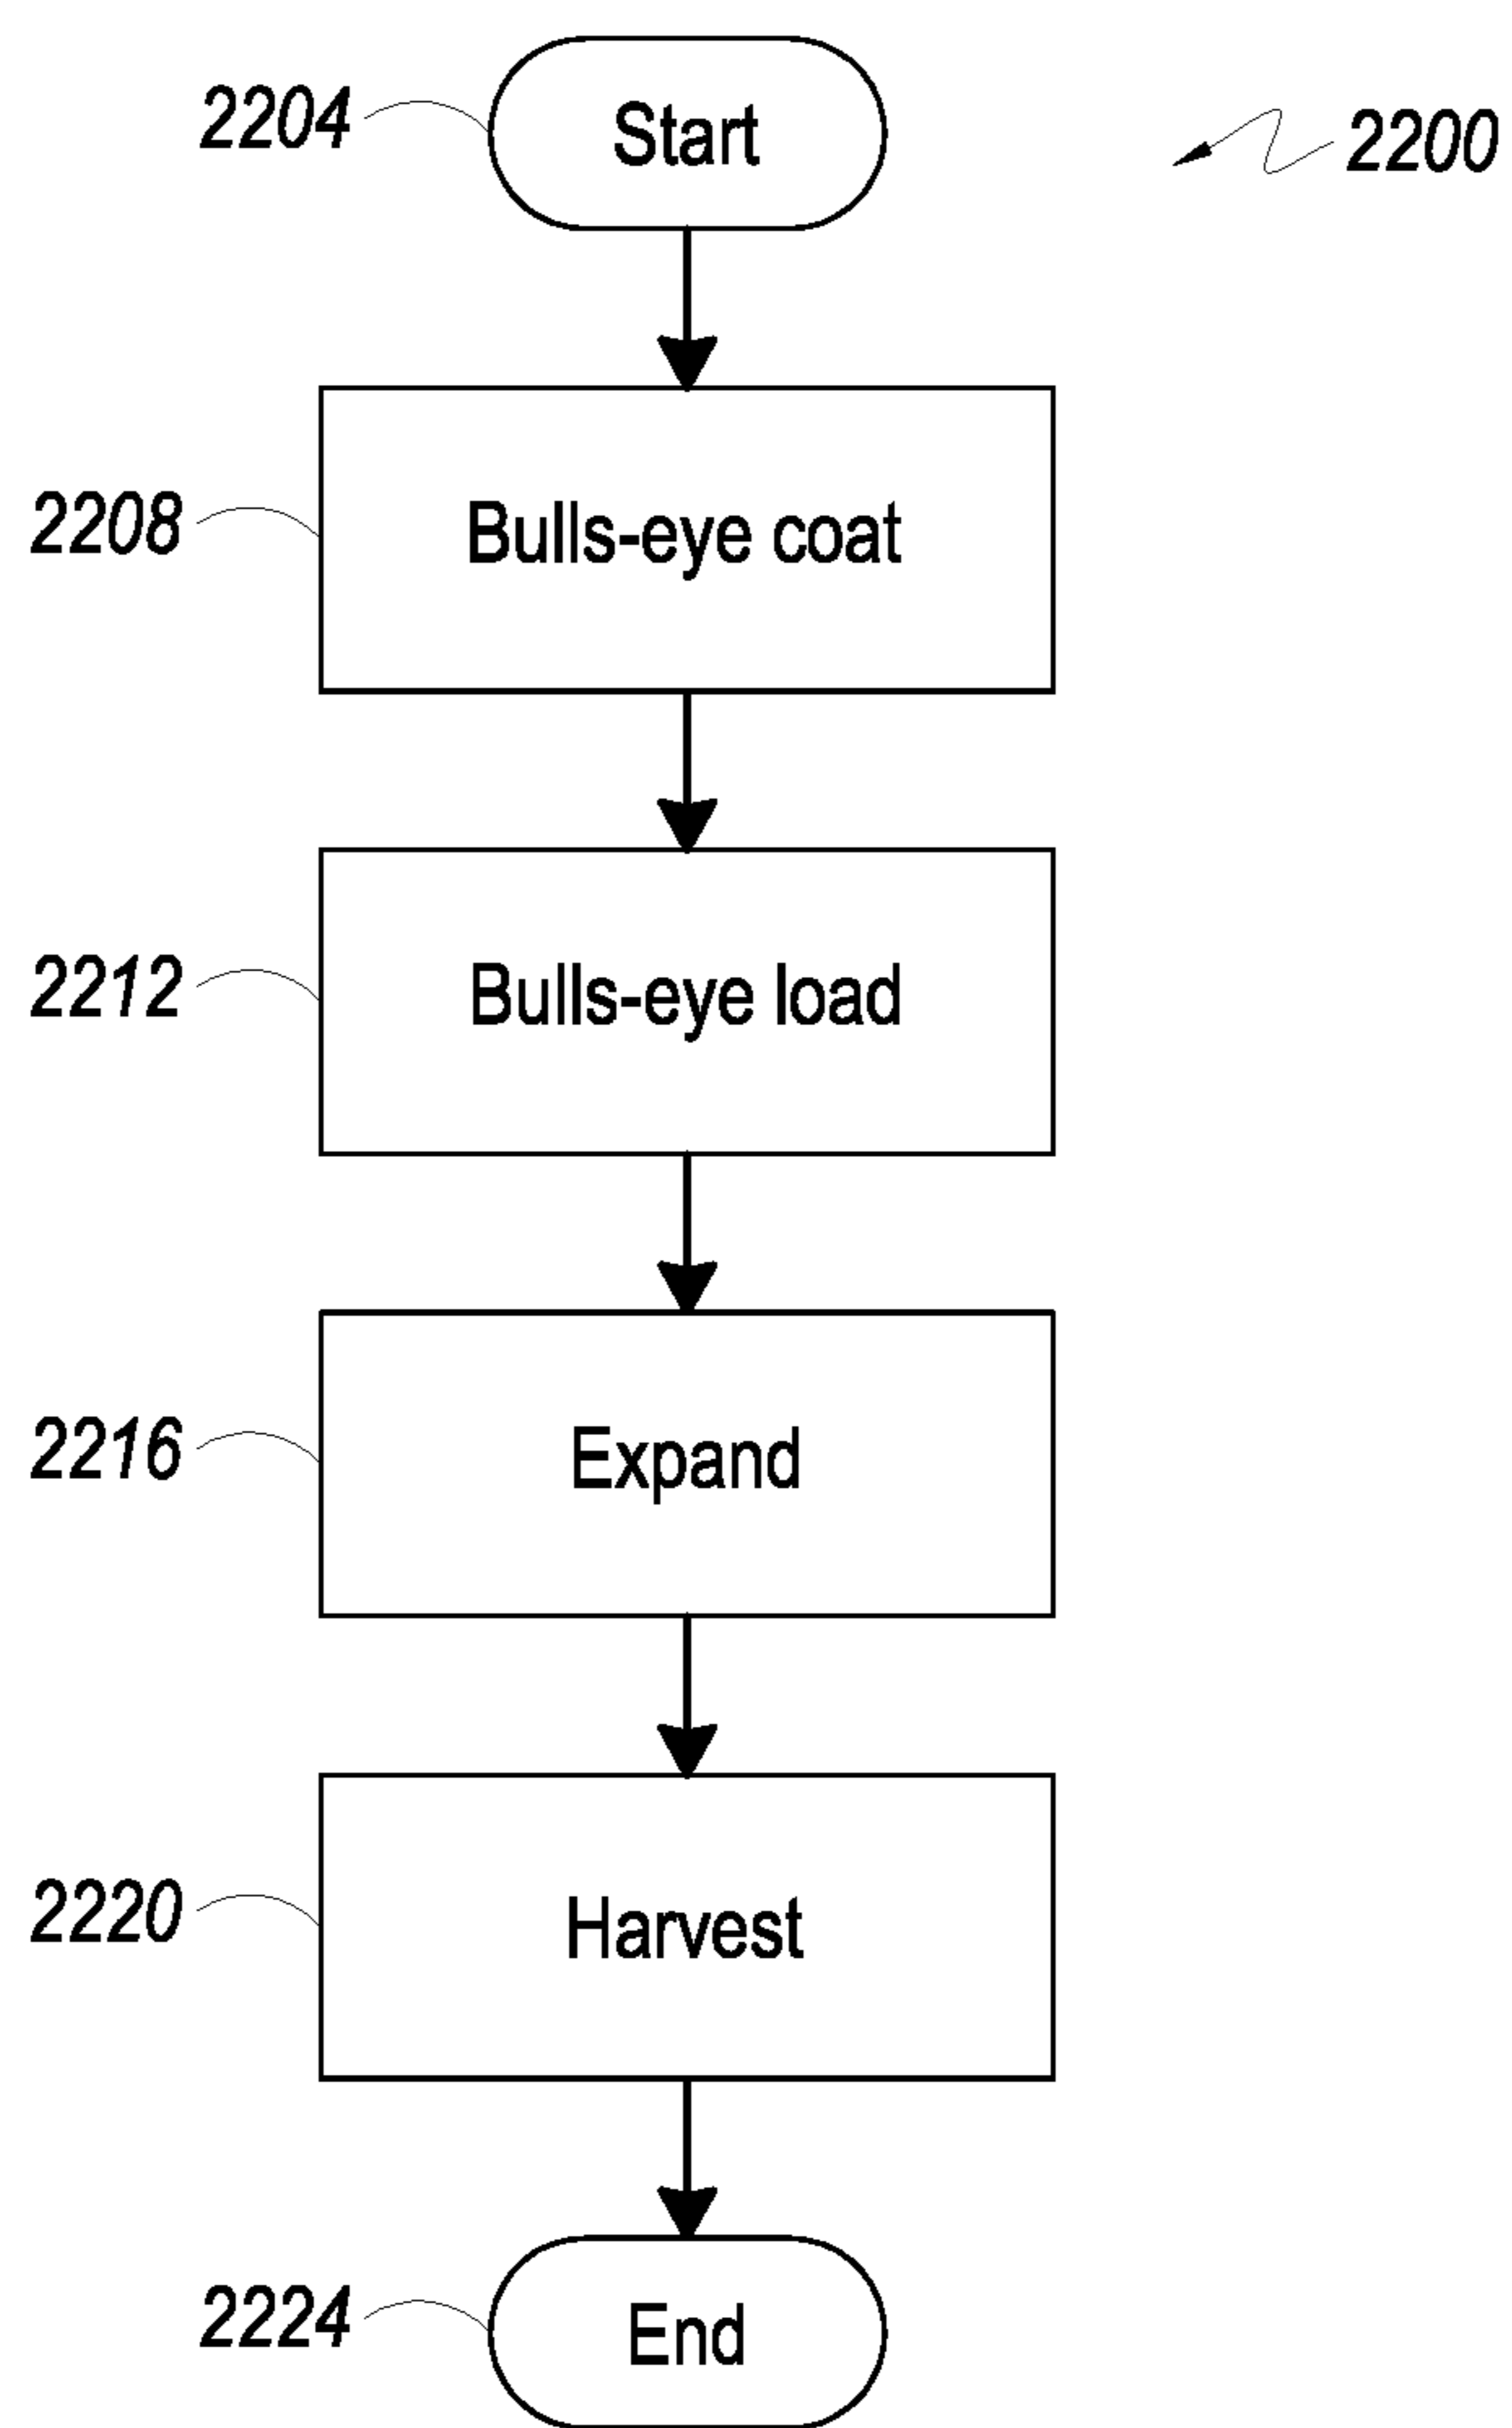 2204 Start 2200
2208 Bulls-eye coat
2212 Bulls-eye load
2216 Expand
2220 Harvest
2224 End